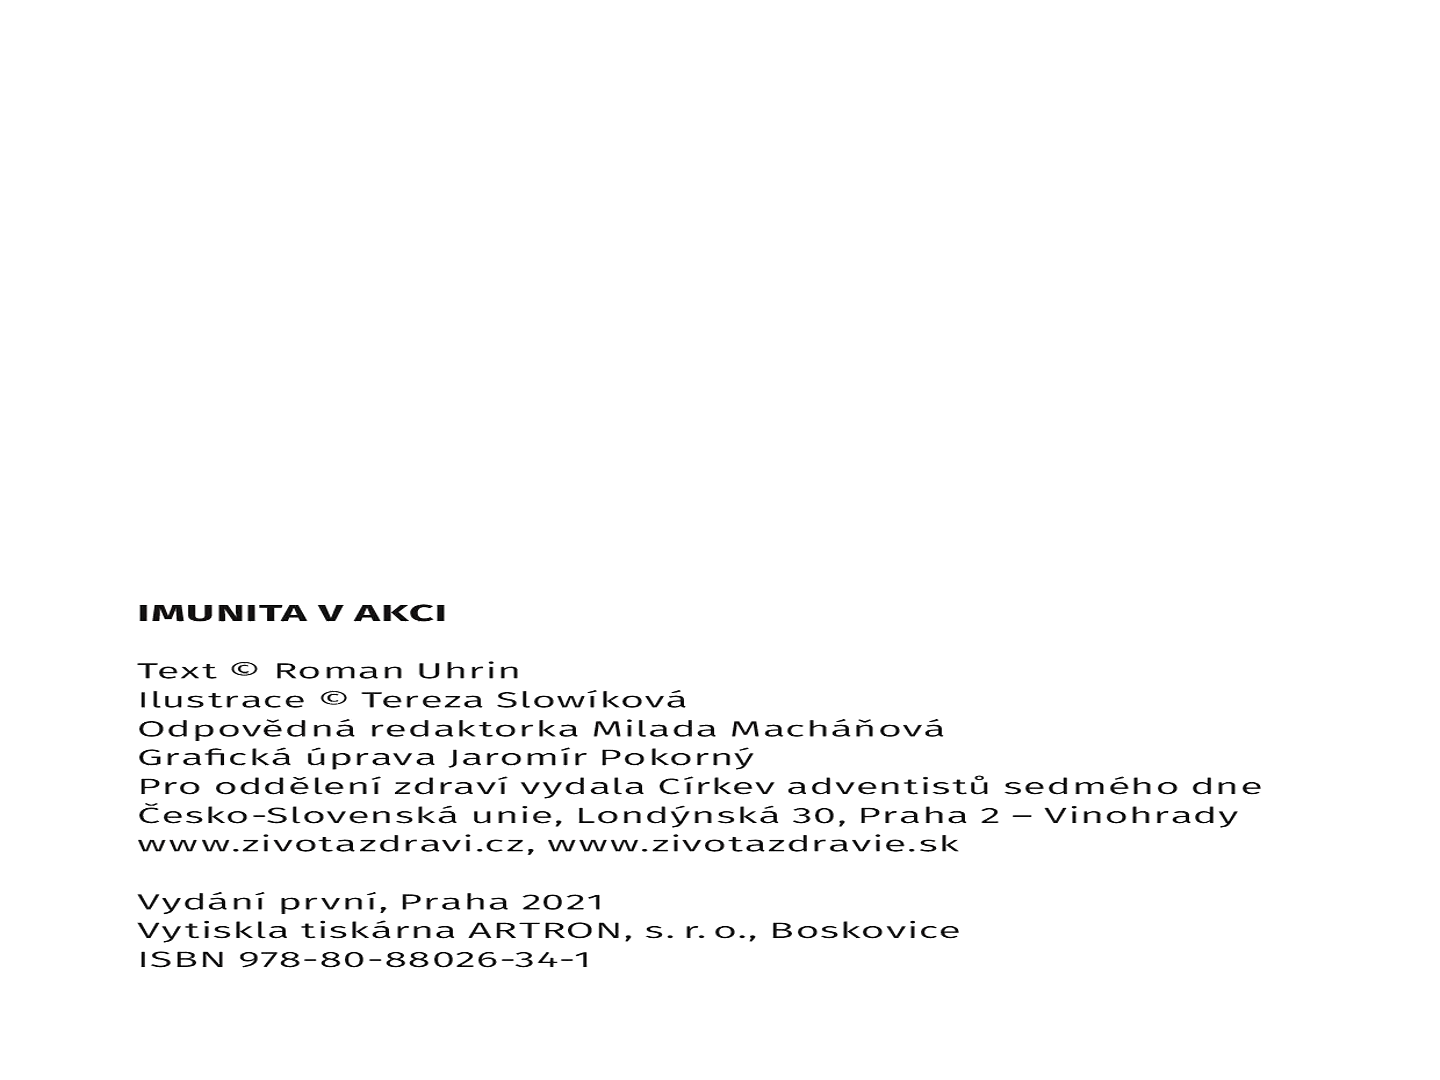 IMUNITA V AKCI
Text © Roman Uhrin
Ilustrace © Tereza Slowíková
Odpovědná redaktorka Milada Macháňová
Grafická úprava Jaromír Pokorný
Pro oddělení zdraví vydala Církev adventistů sedmého dne
Česko-Slovenská unie, Londýnská 30, Praha 2 – Vinohrady
www.zivotazdravi.cz, www.zivotazdravie.sk
Vydání první, Praha 2021
Vytiskla tiskárna ARTRON, s. r. o., Boskovice
ISBN 978-80-88026-34-1